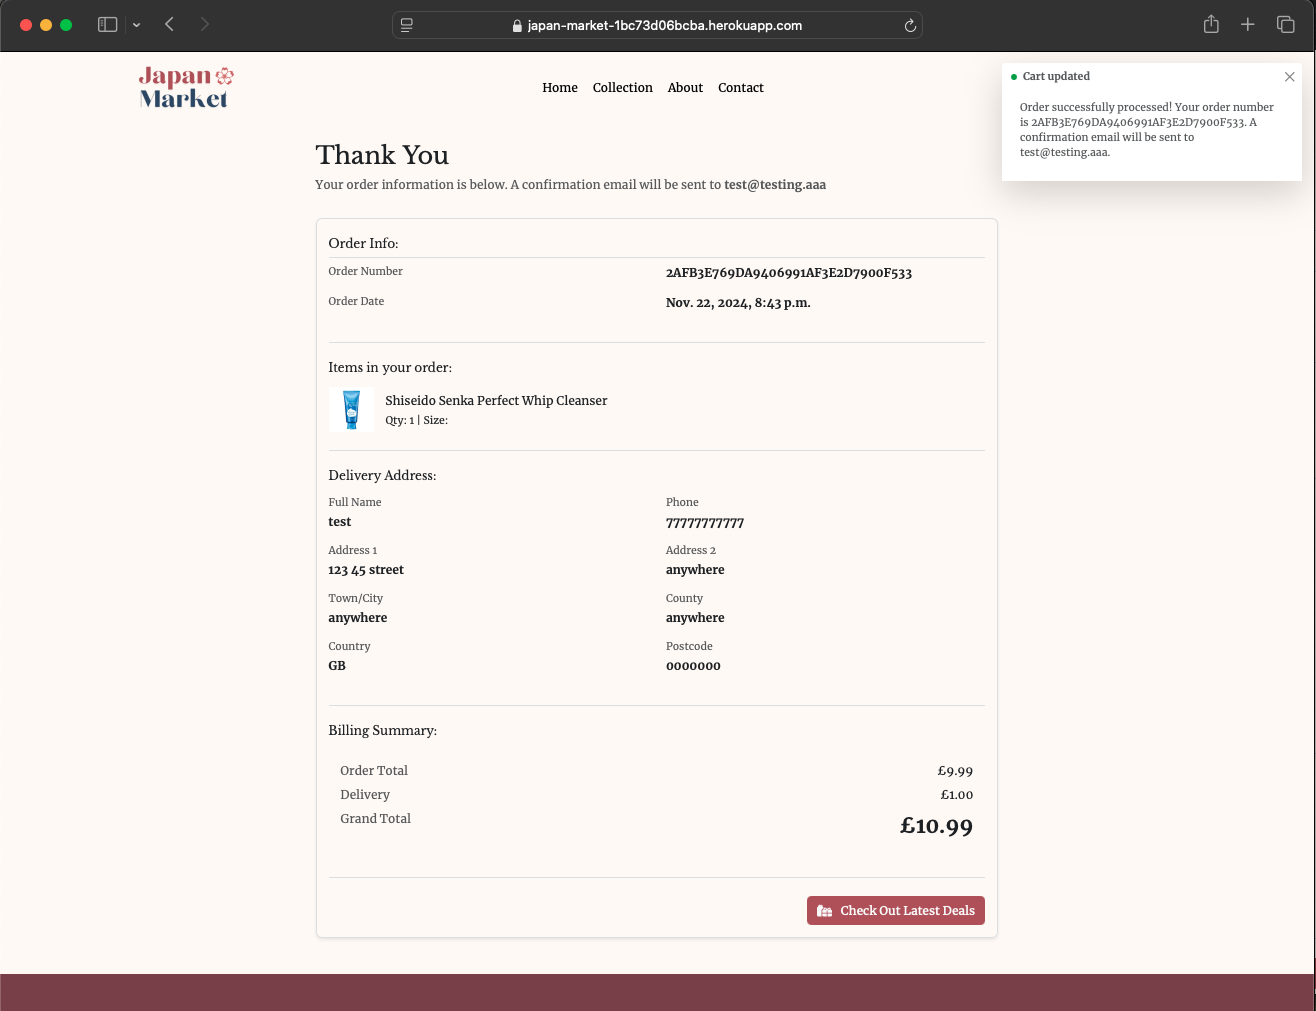 japan-market-1bc73d06bcba.herokuapp.com
Japan
Market
Home Collection About Contact
Cart updated
Order successfully processed! Your order number
is 2AFB3E769DA9406991AF3E2D7900F533. A
confirmation email will be sent to
test@testing.aaa.
Thank You
Your order information is below. A confirmation email will be sent to test@testing.aaa
Order Info:
Order Number 2AFB3E769DA9406991AF3E2D7900F533
Order Date Nov. 22, 2024, 8:43 p.m.
Items in your order:
Shiseido Senka Perfect Whip Cleanser
Qty: 1 | Size:
Delivery Address:
Full Name Phone
test 77777777777
Address 1 Address 2
123 45 street anywhere
Town/City County
anywhere anywhere
Country Postcode
GB 0000000
Billing Summary:
Order Total £9.99
Delivery £1.00
Grand Total £10.99
Check Out Latest Deals